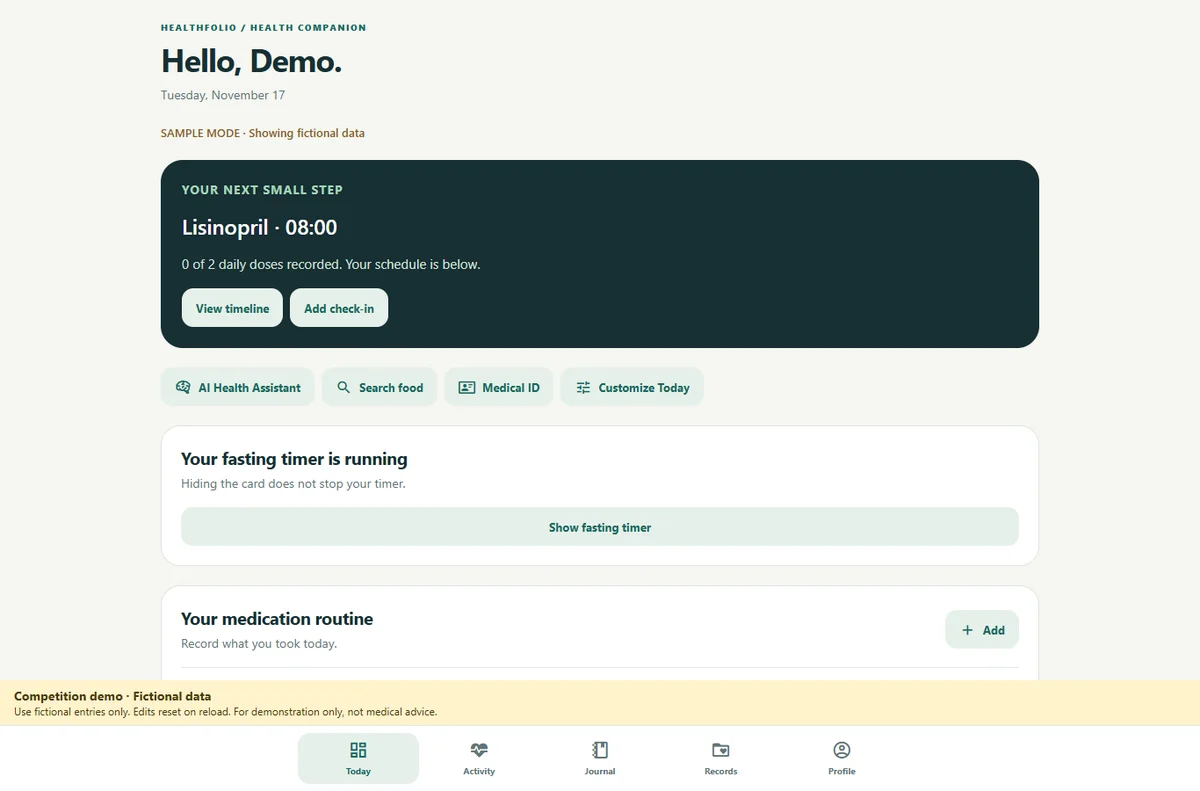 HEALTHFOLIO / HEALTH COMPANION
Hello, Demo.
Tuesday, November 17
SAMPLE MODE · Showing fictional data
YOUR NEXT SMALL STEP
Lisinopril · 08:00
0 of 2 daily doses recorded. Your schedule is below.
View timeline
Add check-in
AI Health Assistant
Search food
Medical ID
Customize Today
Your fasting timer is running
Hiding the card does not stop your timer.
Show fasting timer
Your medication routine
Record what you took today.
+ Add
Competition demo · Fictional data
Use fictional entries only. Edits reset on reload. For demonstration only, not medical advice.
Today
Activity
Journal
Records
Profile